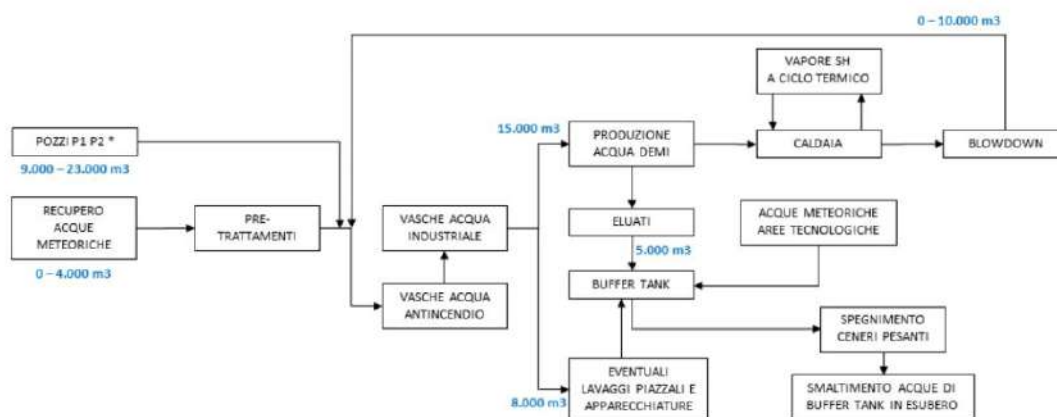 0 – 10.000 m3
VAPORE SH
A CICLO TERMICO
POZZI P1 P2 *
9.000 – 23.000 m3
15.000 m3
PRODUZIONE
ACQUA DEMI
CALDAIA
BLOWDOWN
RECUPERO
ACQUE
METEORICHE
0 – 4.000 m3
PRE-
TRATTAMENTI
VASCHE ACQUA
INDUSTRIALE
ELUATI
5.000 m3
ACQUE METEORICHE
AREE TECNOLOGICHE
VASCHE ACQUA
ANTINCENDIO
BUFFER TANK
SPEGNIMENTO
CENERI PESANTI
8.000 m3
EVENTUALI
LAVAGGI PIAZZALI E
APPARECCHIATURE
SMALTIMENTO ACQUE DI
BUFFER TANK IN ESUBERO